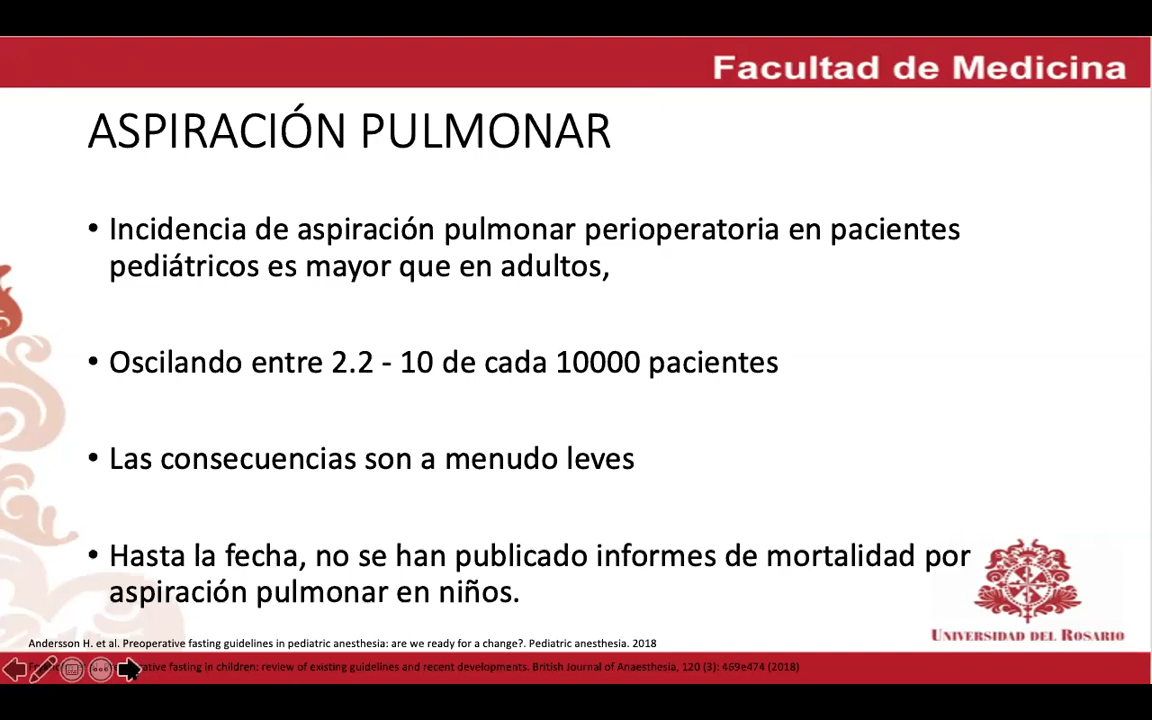 Facultad de Medicina
ASPIRACIÓN PULMONAR
• Incidencia de aspiración pulmonar perioperatoria en pacientes
pediátricos es mayor que en adultos,
• Oscilando entre 2.2 - 10 de cada 10000 pacientes
• Las consecuencias son a menudo leves
• Hasta la fecha, no se han publicado informes de mortalidad por
aspiración pulmonar en niños.
UNIVERSIDAD DEL ROSARIO
Andersson H. et al. Preoperative fasting guidelines in pediatric anesthesia: are we ready for a change?. Pediatric anesthesia. 2018
fasting in children: review of existing guidelines and recent developments. British Journal of Anaesthesia, 120 (3): 469e474 (2018)